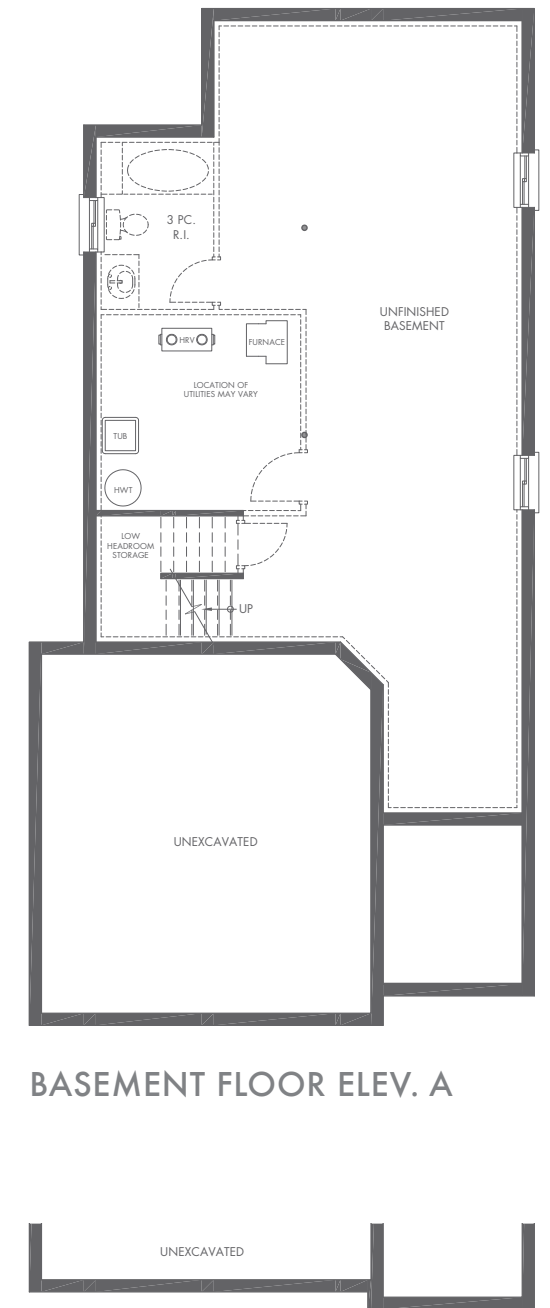 3 PC.
R.I.
UNFINISHED
BASEMENT
HRV
FURNACE
LOCATION OF
UTILITIES MAY VARY
TUB
HWT
LOW
HEADROOM
STORAGE
UP
UNEXCAVATED
BASEMENT FLOOR ELEV. A
UNEXCAVATED